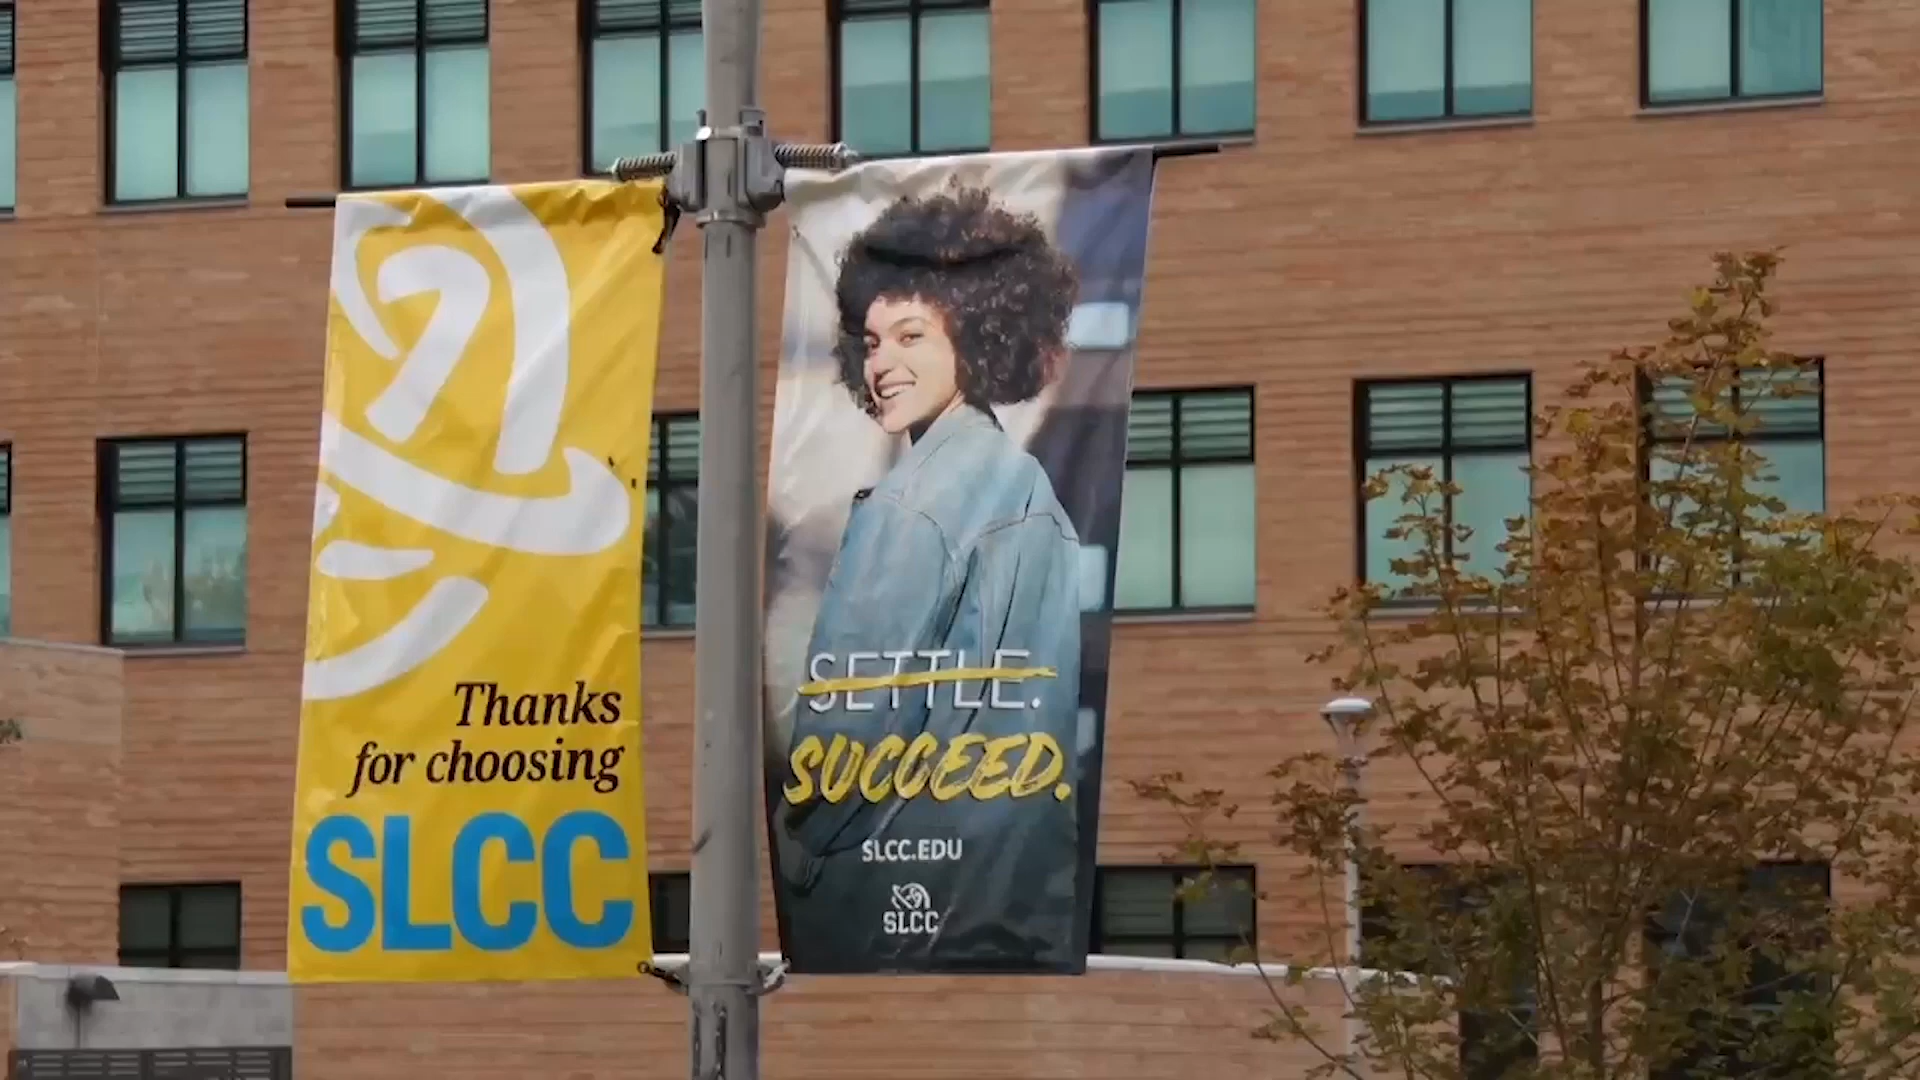 Thanks
for choosing
SLCC
SETTLE.
SUCCEED.
SLCC.EDU
SLCC